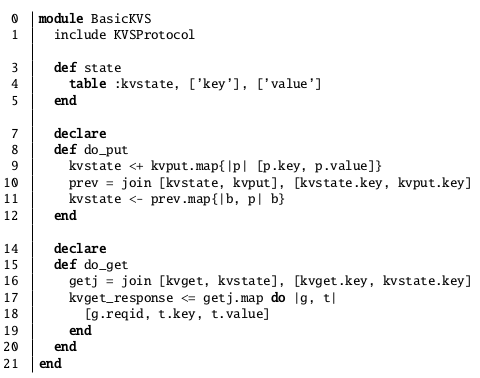 0 module BasicKVS
1 include KVSProtocol
3 def state
4 table :kvstate, ['key'], ['value']
5 end
7 declare
8 def do_put
9 kvstate <+ kvput.map{|p| [p.key, p.value]}
10 prev = join [kvstate, kvput], [kvstate.key, kvput.key]
11 kvstate <- prev.map{|b, p| b}
12 end
14 declare
15 def do_get
16 getj = join [kvget, kvstate], [kvget.key, kvstate.key]
17 kvget_response <= getj.map do |g, t|
18 [g.reqid, t.key, t.value]
19 end
20 end
21 end